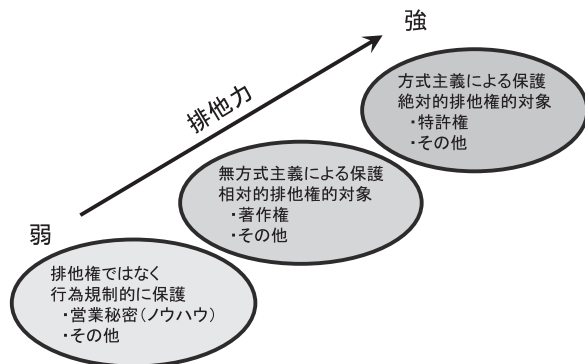 強
排他力
方式主義による保護
絶対的排他権的対象
・特許権
・その他
無方式主義による保護
相対的排他権的対象
・著作権
・その他
弱
排他権ではなく
行為規制的に保護
・営業秘密(ノウハウ)
・その他